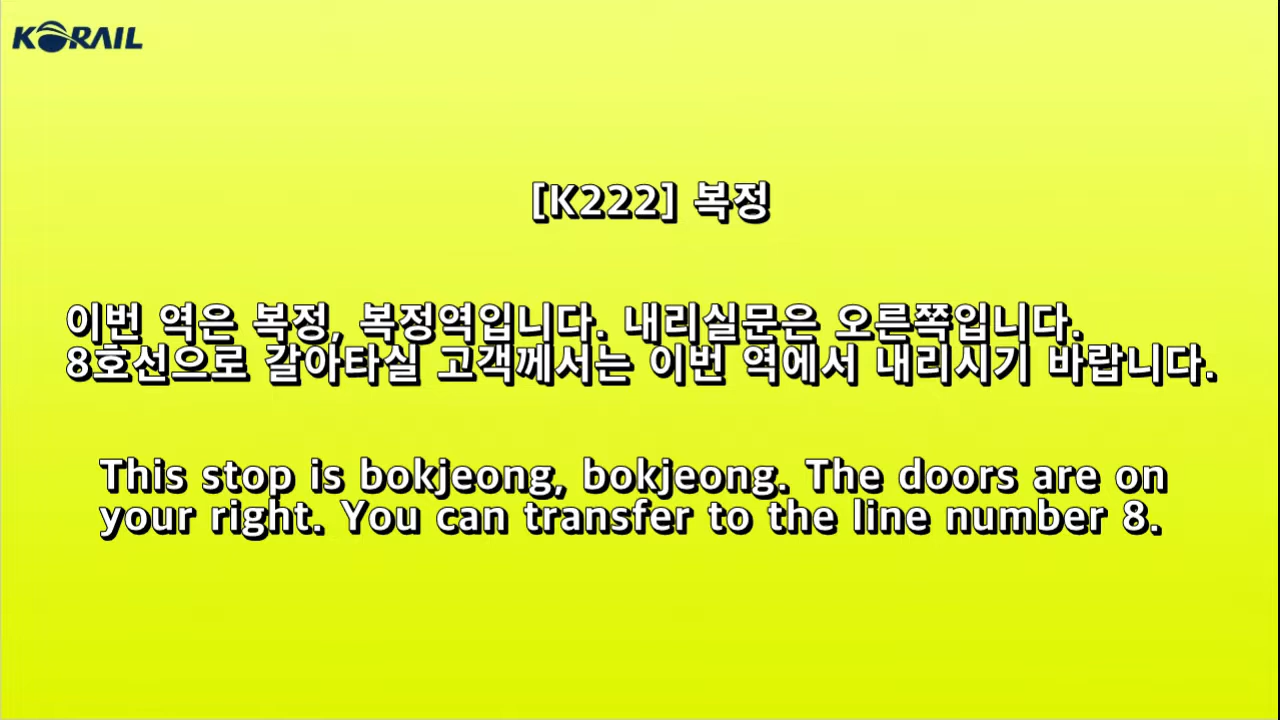 KORAIL
[K222] 복정
이번 역은 복정, 복정역입니다. 내리실문은 오른쪽입니다.
8호선으로 갈아타실 고객께서는 이번 역에서 내리시기 바랍니다.
This stop is bokjeong, bokjeong. The doors are on
your right. You can transfer to the line number 8.